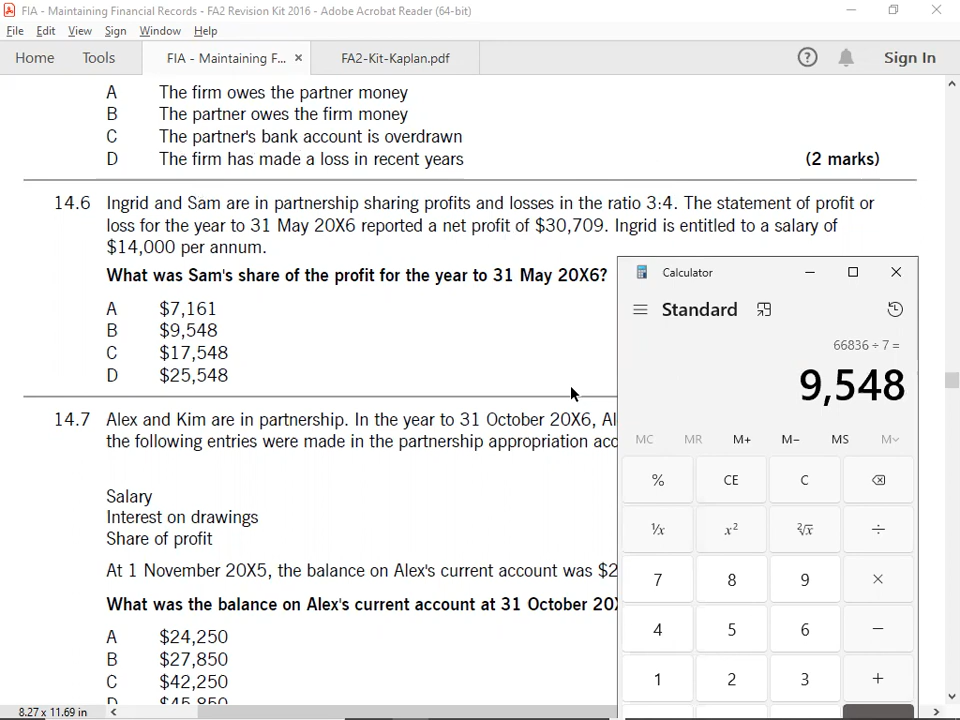 FIA - Maintaining Financial Records - FA2 Revision Kit 2016 - Adobe Acrobat Reader (64-bit)
File Edit View Sign Window Help
Home Tools FIA - Maintaining F... × FA2-Kit-Kaplan.pdf Sign In
A The firm owes the partner money
B The partner owes the firm money
C The partner's bank account is overdrawn
D The firm has made a loss in recent years (2 marks)
14.6 Ingrid and Sam are in partnership sharing profits and losses in the ratio 3:4. The statement of profit or
loss for the year to 31 May 20X6 reported a net profit of $30,709. Ingrid is entitled to a salary of
$14,000 per annum.
What was Sam's share of the profit for the year to 31 May 20X6?
A $7,161
B $9,548
C $17,548
D $25,548
14.7 Alex and Kim are in partnership. In the year to 31 October 20X6, Al
the following entries were made in the partnership appropriation acc
Salary
Interest on drawings
Share of profit
At 1 November 20X5, the balance on Alex's current account was $2
What was the balance on Alex's current account at 31 October 20X
A $24,250
B $27,850
C $42,250
D $45,850
8.27 x 11.69 in
Calculator
Standard
66836 ÷ 7 =
9,548
MC MR M+ M− MS M˅
% CE C
¹/x x² ²√x ÷
7 8 9 ×
4 5 6 −
1 2 3 +